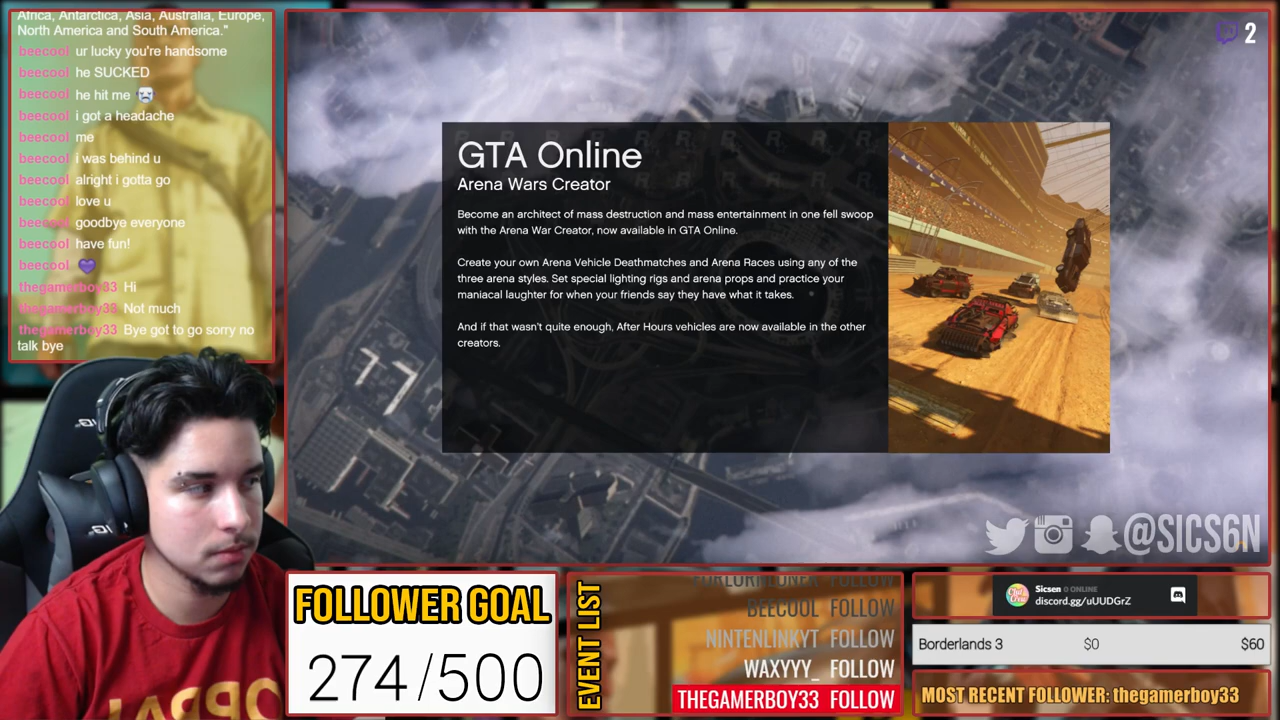 Africa, Antarctica, Asia, Australia, Europe,
North America and South America."
beecool ur lucky you're handsome
beecool he SUCKED
beecool he hit me
beecool i got a headache
beecool me
beecool i was behind u
beecool alright i gotta go
beecool love u
beecool goodbye everyone
beecool have fun!
beecool
thegamerboy33 Hi
thegamerboy33 Not much
thegamerboy33 Bye got to go sorry no
talk bye
2
GTA Online
Arena Wars Creator
Become an architect of mass destruction and mass entertainment in one fell swoop
with the Arena War Creator, now available in GTA Online.
Create your own Arena Vehicle Deathmatches and Arena Races using any of the
three arena styles. Set special lighting rigs and arena props and practice your
maniacal laughter for when your friends say they have what it takes.
And if that wasn't quite enough, After Hours vehicles are now available in the other
creators.
@SICS6N
FOLLOWER GOAL
274/500
EVENT LIST
FOLLOW
BEECOOL FOLLOW
NINTENLINKYT FOLLOW
WAXYYY_ FOLLOW
THEGAMERBOY33 FOLLOW
Sicsen 0 ONLINE
discord.gg/uUUDGrZ
Borderlands 3 $0 $60
MOST RECENT FOLLOWER: thegamerboy33